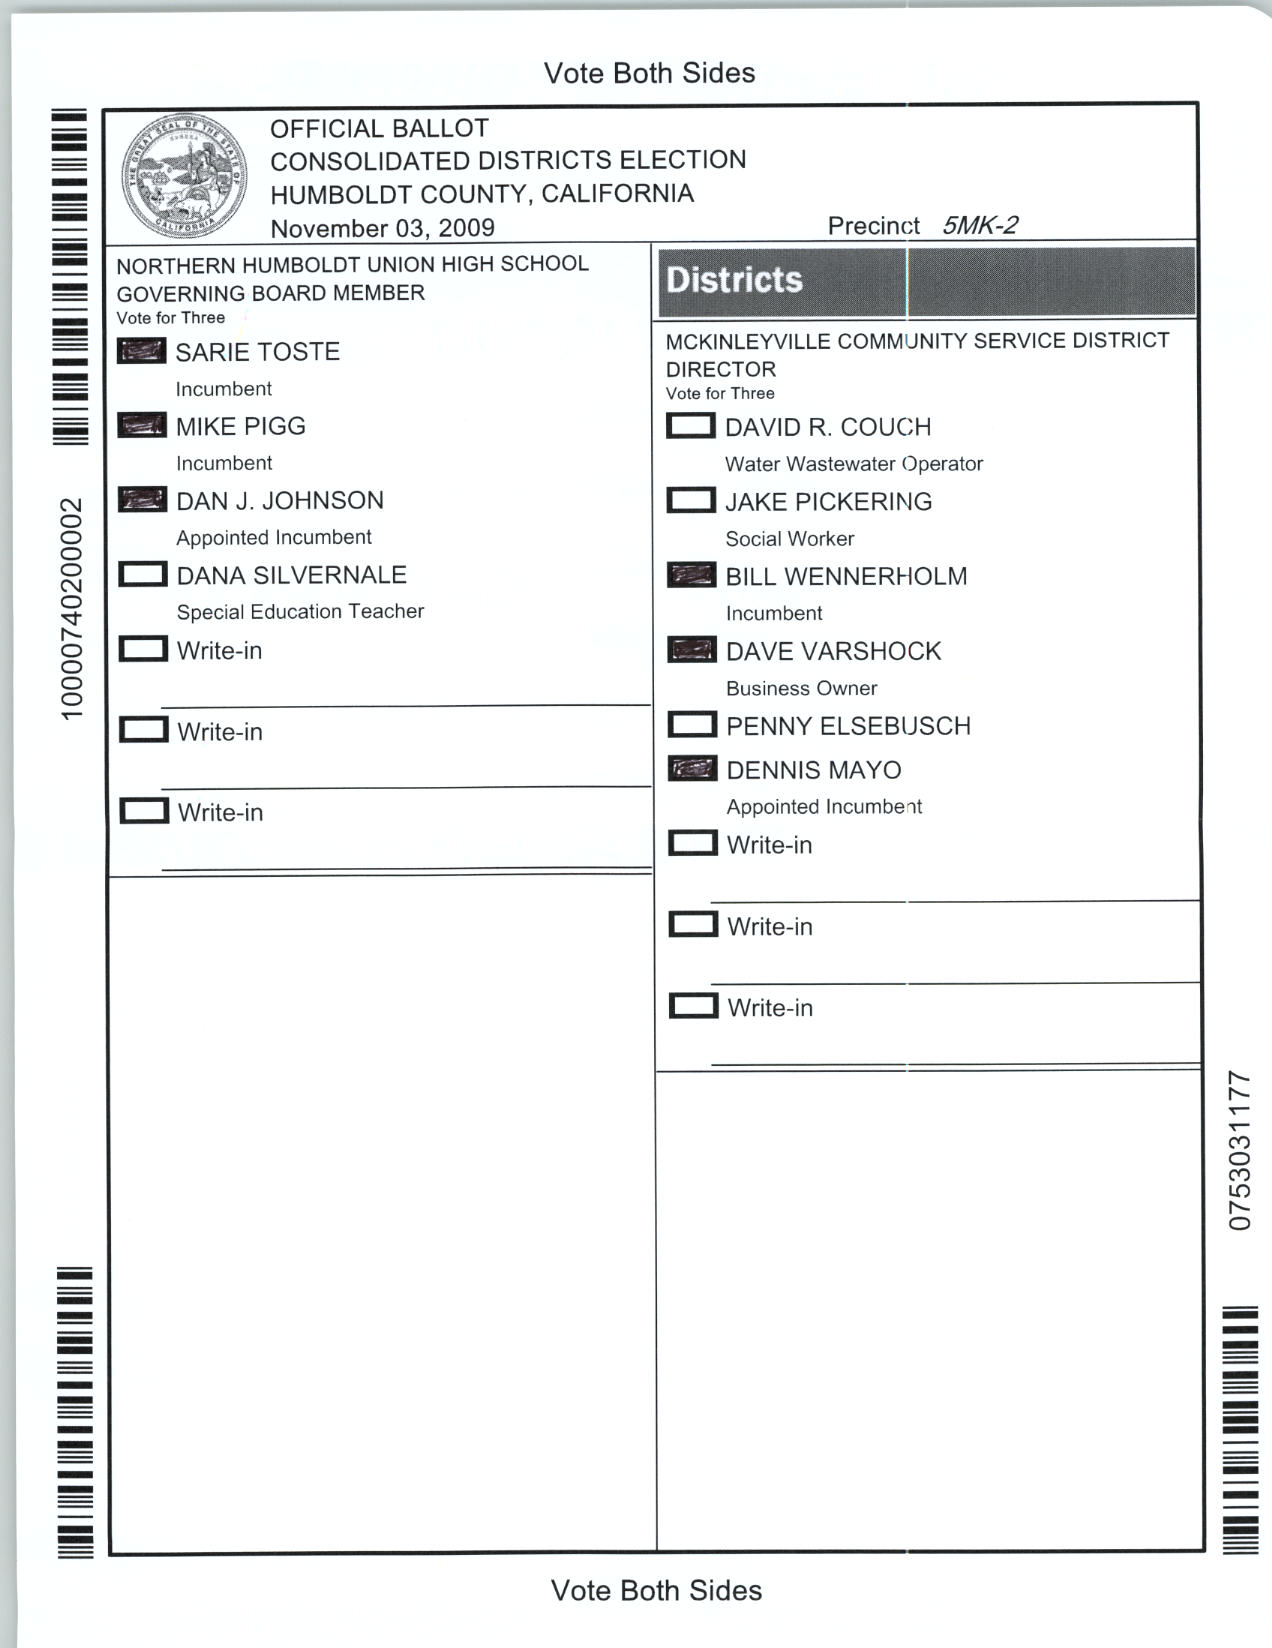 Vote Both Sides
OFFICIAL BALLOT
CONSOLIDATED DISTRICTS ELECTION
HUMBOLDT COUNTY, CALIFORNIA
November 03, 2009
Precinct 5MK-2
NORTHERN HUMBOLDT UNION HIGH SCHOOL
GOVERNING BOARD MEMBER
Vote for Three
SARIE TOSTE
Incumbent
MIKE PIGG
Incumbent
DAN J. JOHNSON
Appointed Incumbent
DANA SILVERNALE
Special Education Teacher
Write-in
Write-in
Write-in
Districts
MCKINLEYVILLE COMMUNITY SERVICE DISTRICT
DIRECTOR
Vote for Three
DAVID R. COUCH
Water Wastewater Operator
JAKE PICKERING
Social Worker
BILL WENNERHOLM
Incumbent
DAVE VARSHOCK
Business Owner
PENNY ELSEBUSCH
DENNIS MAYO
Appointed Incumbent
Write-in
Write-in
Write-in
10000740200002
0753031177
Vote Both Sides